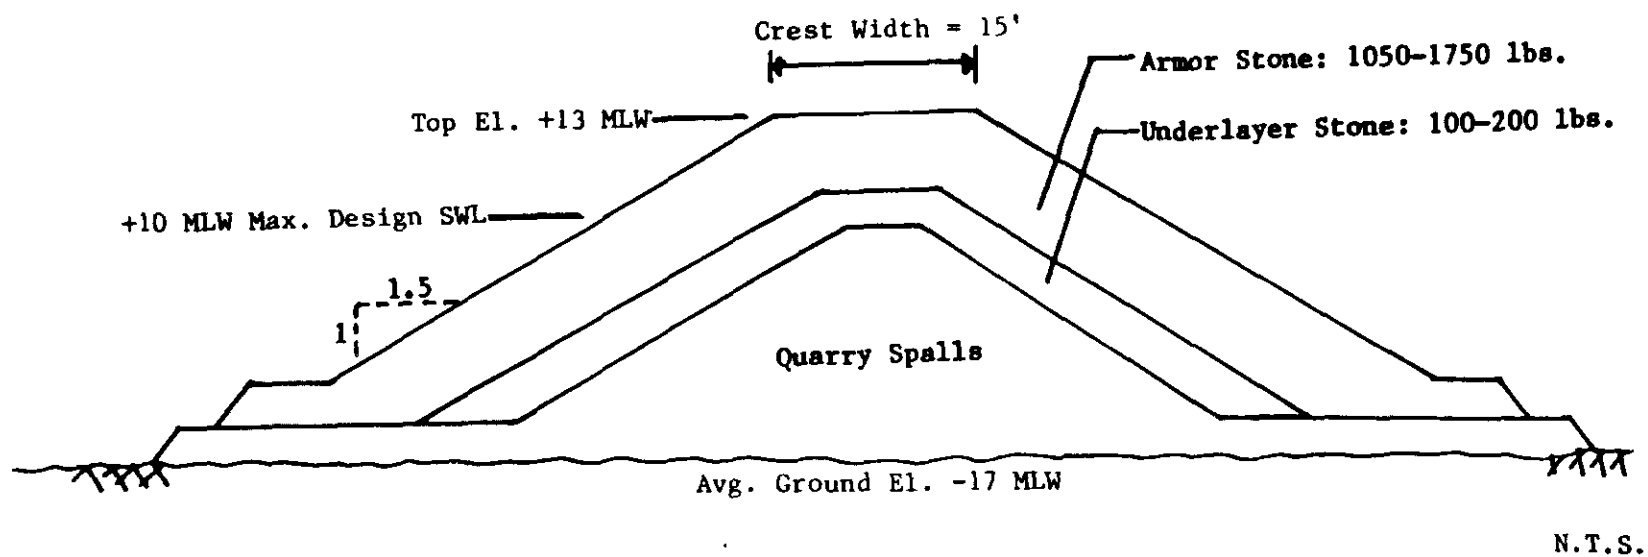 Crest Width = 15'
Armor Stone: 1050-1750 lbs.
Top El. +13 MLW
Underlayer Stone: 100-200 lbs.
+10 MLW Max. Design SWL
1.5
1
Quarry Spalls
Avg. Ground El. -17 MLW
N.T.S.